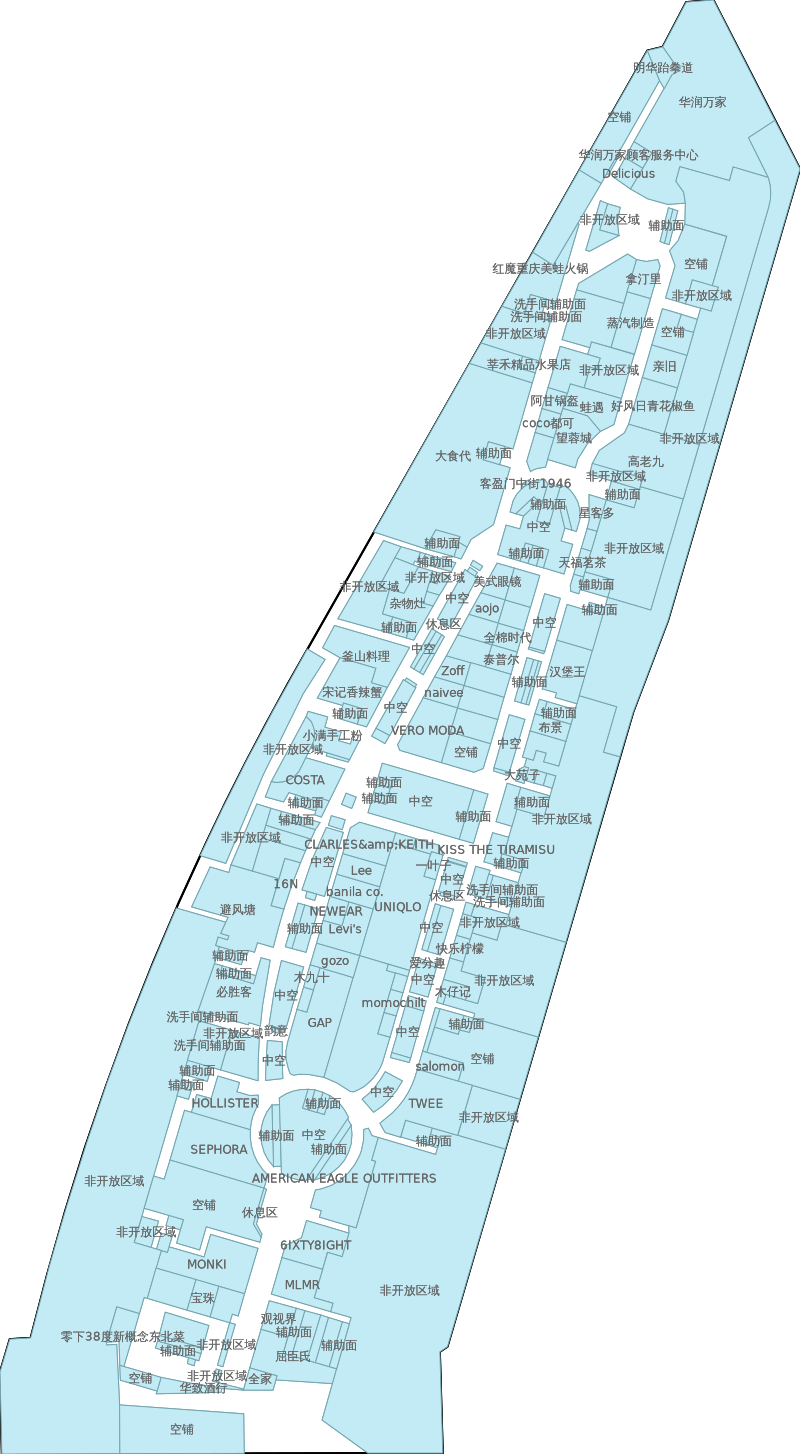 阴华跆拳道
华润万家
空铺
华润万家顾客服务中心
Delicious
非开放区域
辅助面
空铺
红魔重庆美蛙火锅
拿汀里
非开放区域
洗手间辅助面
洗手间辅助面
蒸汽制造
非开放区域
空铺
莘禾精品水果店
亲旧
非开放区域
阿甘锅盔
蛙遇
好风日青花椒鱼
coco都可
望蓉城
非开放区域
大食代
辅助面
高老九
非开放区域
客盈门中街1946
辅助面
辅助面
星客多
中空
辅助面
非开放区域
辅助面
辅助面
天福茗茶
非开放区域
美式眼镜
非开放区域
辅助面
杂物灶
中空
aojo
辅助面
辅助面
休息区
中空
全棉时代
中空
釜山料理
泰普尔
Zoff
汉堡王
辅助面
宋记香辣蟹
naivee
中空
辅助面
辅助面
布景
小满手工粉
VERO MODA
中空
非开放区域
空铺
大苑子
COSTA
辅助面
辅助面
中空
辅助面
辅助面
辅助面
辅助面
非开放区域
非开放区域
CLARLES&amp;KEITH
KISS THE TIRAMISU
中空
一叶子
辅助面
Lee
中空
16N
banila co.
休息区
洗手间辅助面
洗手间辅助面
避风塘
NEWEAR
UNIQLO
辅助面
Levi's
中空
非开放区域
快乐柠檬
辅助面
gozo
爱分趣
辅助面
木九十
中空
非开放区域
必胜客
中空
木仔记
momochilt
洗手间辅助面
GAP
辅助面
非开放区域
韵意
中空
洗手间辅助面
中空
空铺
辅助面
salomon
辅助面
中空
HOLLISTER
辅助面
TWEE
非开放区域
辅助面
中空
辅助面
SEPHORA
辅助面
AMERICAN EAGLE OUTFITTERS
非开放区域
空铺
休息区
非开放区域
6IXTY8IGHT
MONKI
MLMR
非开放区域
宝珠
观视界
零下38度新概念东北菜
辅助面
非开放区域
辅助面
辅助面
屈臣氏
空铺
非开放区域
全家
华致酒行
空铺